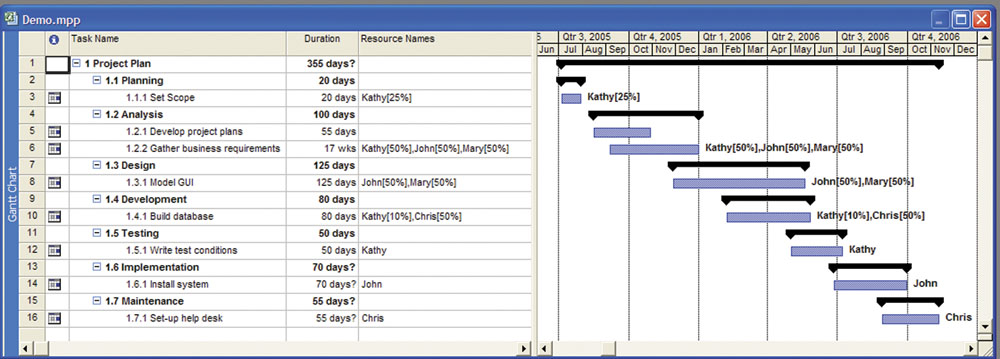 Demo.mpp
Task Name Duration Resource Names
5 Qtr 3, 2005 Qtr 4, 2005 Qtr 1, 2006 Qtr 2, 2006 Qtr 3, 2006 Qtr 4, 2006
Jun Jul Aug Sep Oct Nov Dec Jan Feb Mar Apr May Jun Jul Aug Sep Oct Nov Dec
1 1 Project Plan 355 days?
2 1.1 Planning 20 days
3 1.1.1 Set Scope 20 days Kathy[25%] Kathy[25%]
4 1.2 Analysis 100 days
5 1.2.1 Develop project plans 55 days
6 1.2.2 Gather business requirements 17 wks Kathy[50%],John[50%],Mary[50%] Kathy[50%],John[50%],Mary[50%]
7 1.3 Design 125 days
8 1.3.1 Model GUI 125 days John[50%],Mary[50%] John[50%],Mary[50%]
9 1.4 Development 80 days
10 1.4.1 Build database 80 days Kathy[10%],Chris[50%] Kathy[10%],Chris[50%]
11 1.5 Testing 50 days
12 1.5.1 Write test conditions 50 days Kathy Kathy
13 1.6 Implementation 70 days?
14 1.6.1 Install system 70 days? John John
15 1.7 Maintenance 55 days?
16 1.7.1 Set-up help desk 55 days? Chris Chris
Gantt Chart